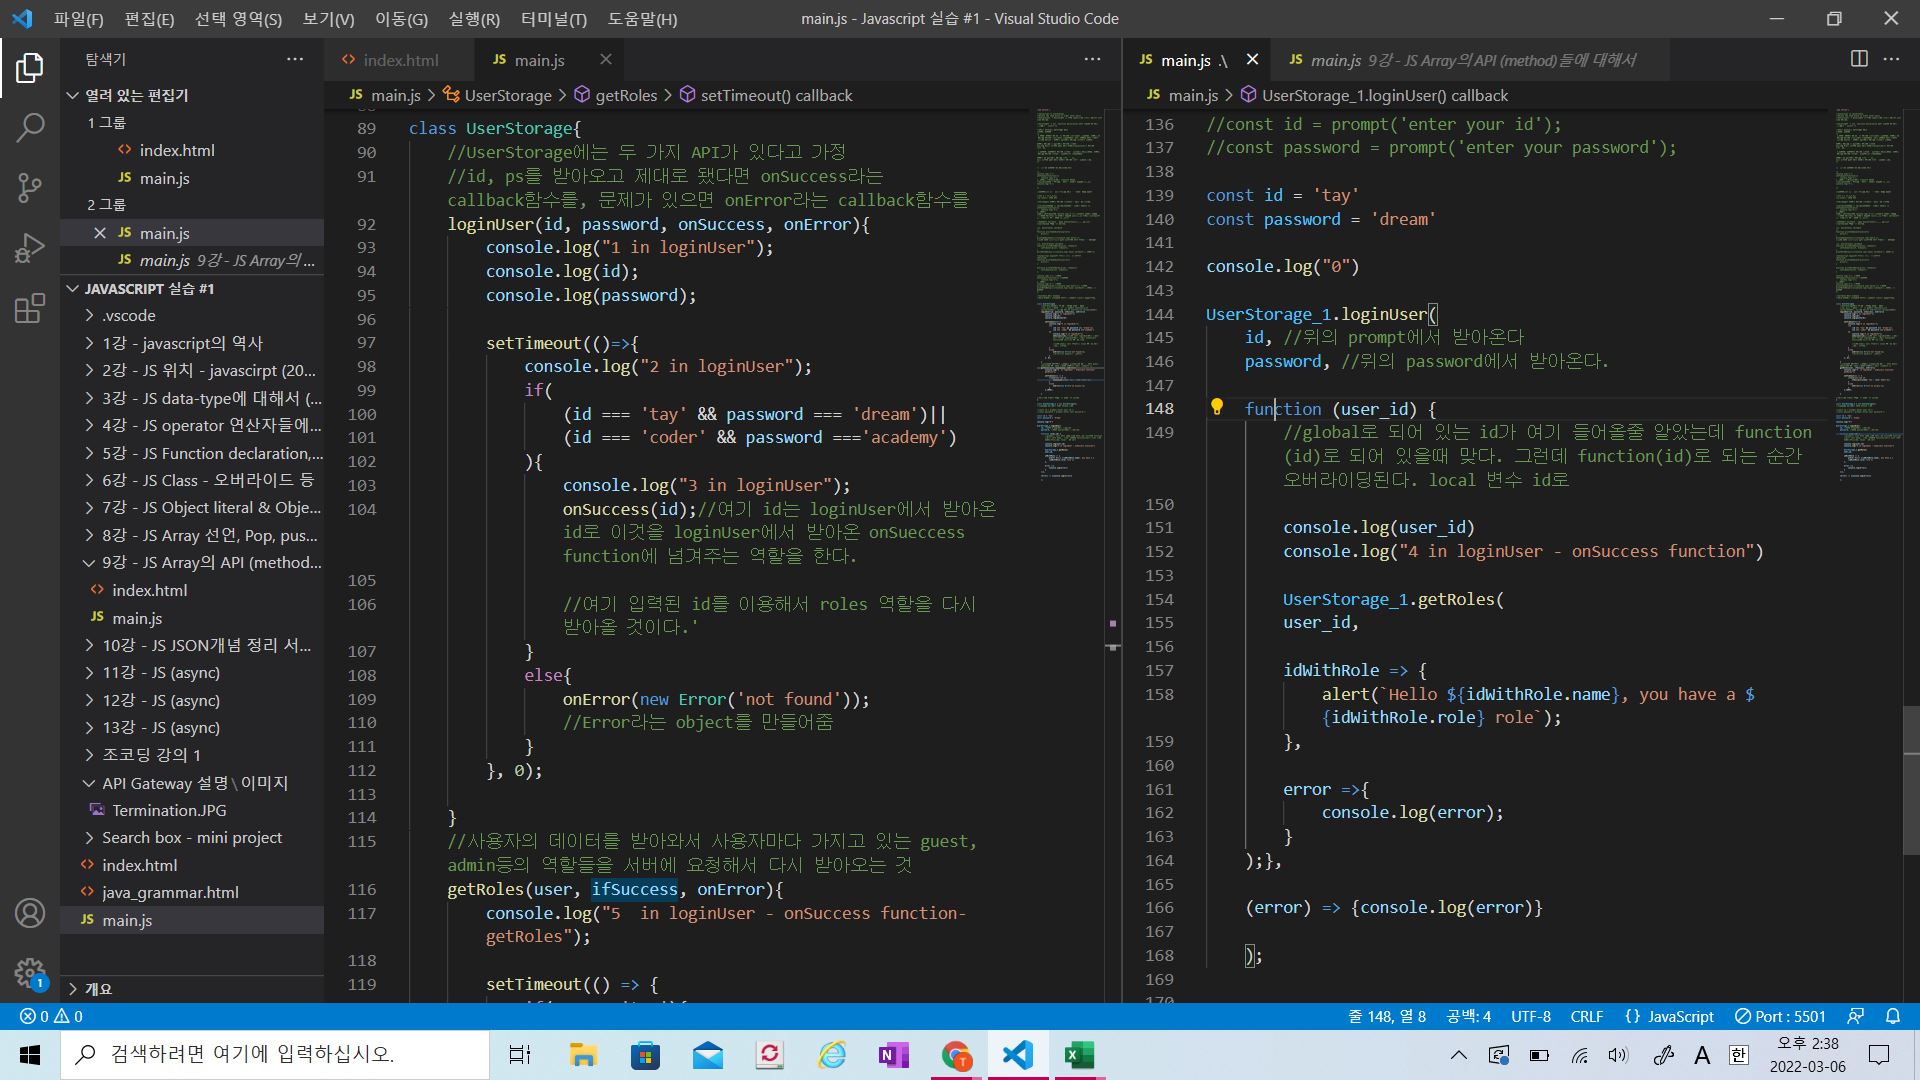 파일(F) 편집(E) 선택 영역(S) 보기(V) 이동(G) 실행(R) 터미널(T) 도움말(H)
main.js - Javascript 실습 #1 - Visual Studio Code
탐색기
열려 있는 편집기
1 그룹
index.html
JS main.js
2 그룹
JS main.js
JS main.js 9강 - JS Array의 ...
JAVASCRIPT 실습 #1
.vscode
1강 - javascript의 역사
2강 - JS 위치 - javascirpt (20...
3강 - JS data-type에 대해서 (...
4강 - JS operator 연산자들에...
5강 - JS Function declaration,...
6강 - JS Class - 오버라이드 등
7강 - JS Object literal & Obje...
8강 - JS Array 선언, Pop, pus...
9강 - JS Array의 API (method...
index.html
JS main.js
10강 - JS JSON개념 정리 서...
11강 - JS (async)
12강 - JS (async)
13강 - JS (async)
조코딩 강의 1
API Gateway 설명\이미지
Termination.JPG
Search box - mini project
index.html
java_grammar.html
JS main.js
개요
index.html
JS main.js
JS main.js > UserStorage > getRoles > setTimeout() callback
89 class UserStorage{
90 //UserStorage에는 두 가지 API가 있다고 가정
91 //id, ps를 받아오고 제대로 됐다면 onSuccess라는
callback함수를, 문제가 있으면 onError라는 callback함수를
92 loginUser(id, password, onSuccess, onError){
93 console.log("1 in loginUser");
94 console.log(id);
95 console.log(password);
96
97 setTimeout(()=>{
98 console.log("2 in loginUser");
99 if(
100 (id === 'tay' && password === 'dream')||
101 (id === 'coder' && password ==='academy')
102 ){
103 console.log("3 in loginUser");
104 onSuccess(id);//여기 id는 loginUser에서 받아온
id로 이것을 loginUser에서 받아온 onSueccess
function에 넘겨주는 역할을 한다.
105
106 //여기 입력된 id를 이용해서 roles 역할을 다시
받아올 것이다.'
107 }
108 else{
109 onError(new Error('not found'));
110 //Error라는 object를 만들어줌
111 }
112 }, 0);
113
114 }
115 //사용자의 데이터를 받아와서 사용자마다 가지고 있는 guest,
admin등의 역할들을 서버에 요청해서 다시 받아오는 것
116 getRoles(user, ifSuccess, onError){
117 console.log("5  in loginUser - onSuccess function-
getRoles");
118
119 setTimeout(() => {
JS main.js .\
JS main.js 9강 - JS Array의 API (method)들에 대해서
JS main.js > UserStorage_1.loginUser() callback
136 //const id = prompt('enter your id');
137 //const password = prompt('enter your password');
138
139 const id = 'tay'
140 const password = 'dream'
141
142 console.log("0")
143
144 UserStorage_1.loginUser(
145 id, //위의 prompt에서 받아온다
146 password, //위의 password에서 받아온다.
147
148 function (user_id) {
149 //global로 되어 있는 id가 여기 들어올줄 알았는데 function
(id)로 되어 있을때 맞다. 그런데 function(id)로 되는 순간
오버라이딩된다. local 변수 id로
150
151 console.log(user_id)
152 console.log("4 in loginUser - onSueccess function")
153
154 UserStorage_1.getRoles(
155 user_id,
156
157 idWithRole => {
158 alert(`Hello ${idWithRole.name}, you have a $
{idWithRole.role} role`);
159 },
160
161 error =>{
162 console.log(error);
163 }
164 );},
165
166 (error) => {console.log(error)}
167
168 );
169
170
0 0
줄 148, 열 8 공백: 4 UTF-8 CRLF {} JavaScript Port : 5501
1
검색하려면 여기에 입력하십시오.
A 한
오후 2:38
2022-03-06